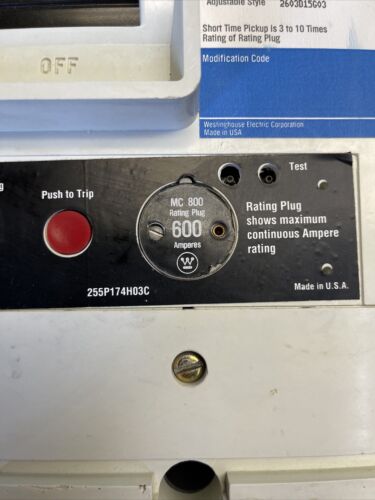 Adjustable Style 2603D15G03
Short Time Pickup is 3 to 10 Times
Rating of Rating Plug
OFF
Modification Code
Westinghouse Electric Corporation
Made in USA
Push to Trip
MC 800
Rating Plug
600
Amperes
W
Test
Rating Plug
shows maximum
continuous Ampere
rating
255P174H03C
Made in U.S.A.